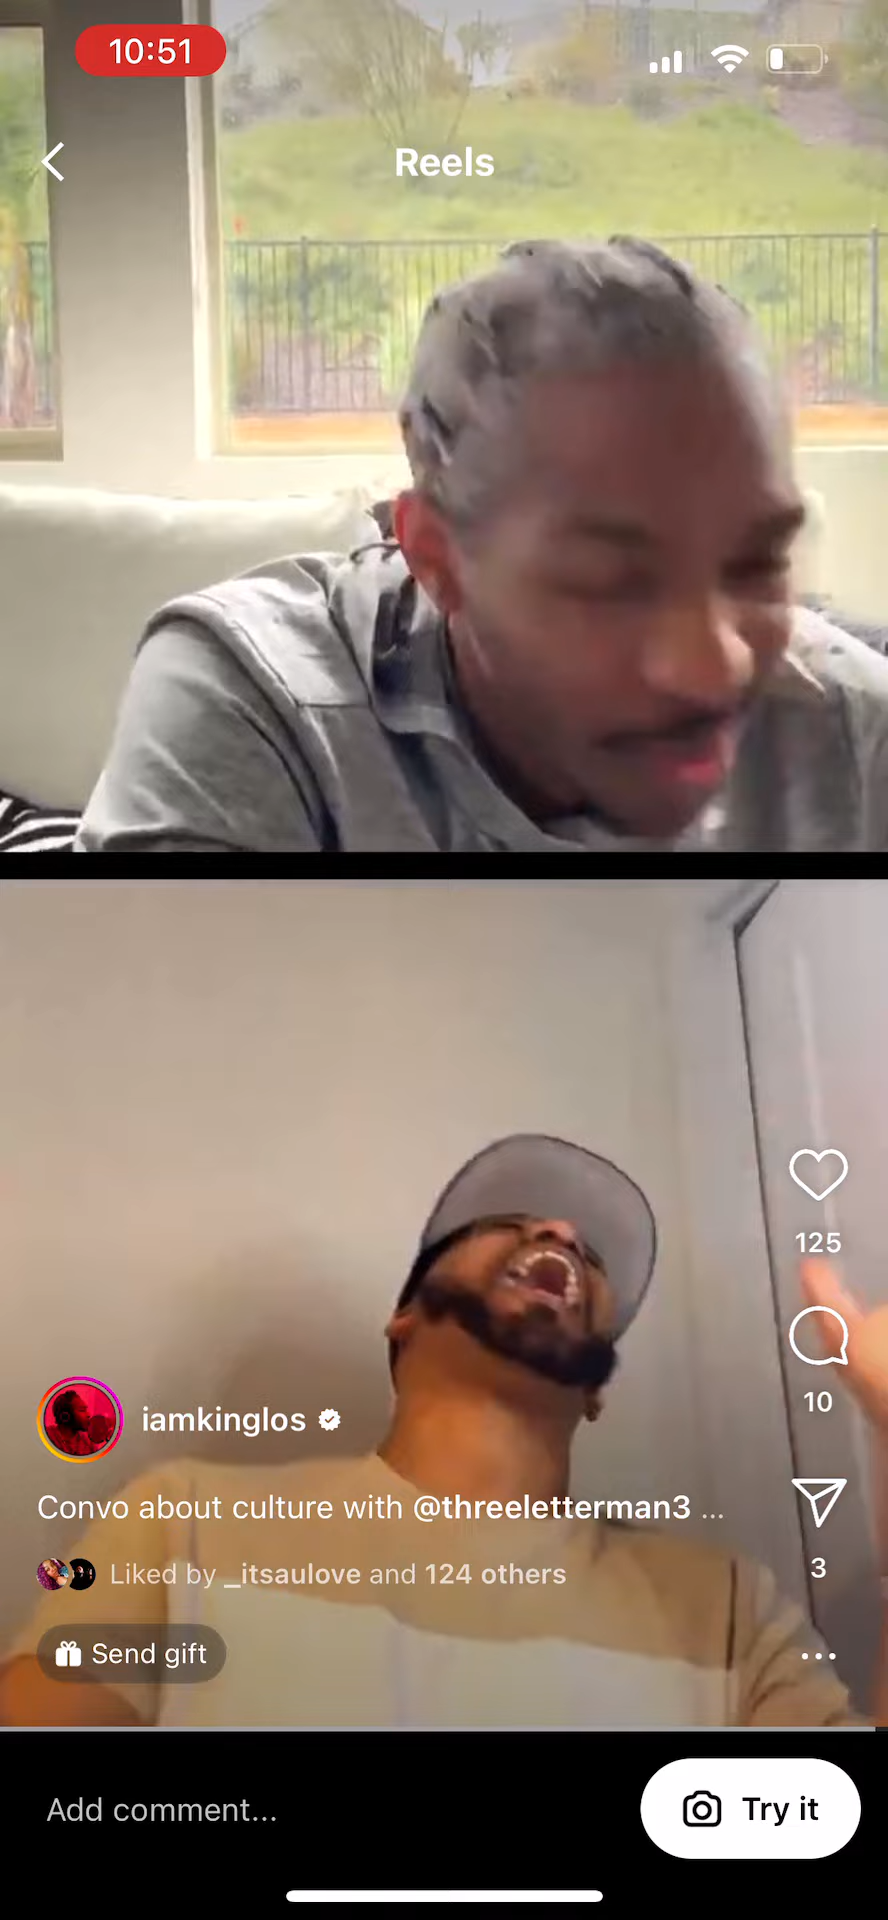 10:51
Reels
125
10
iamkinglos
Convo about culture with @threeletterman3 ...
3
Liked by _itsaulove and 124 others
Send gift
Add comment...
Try it